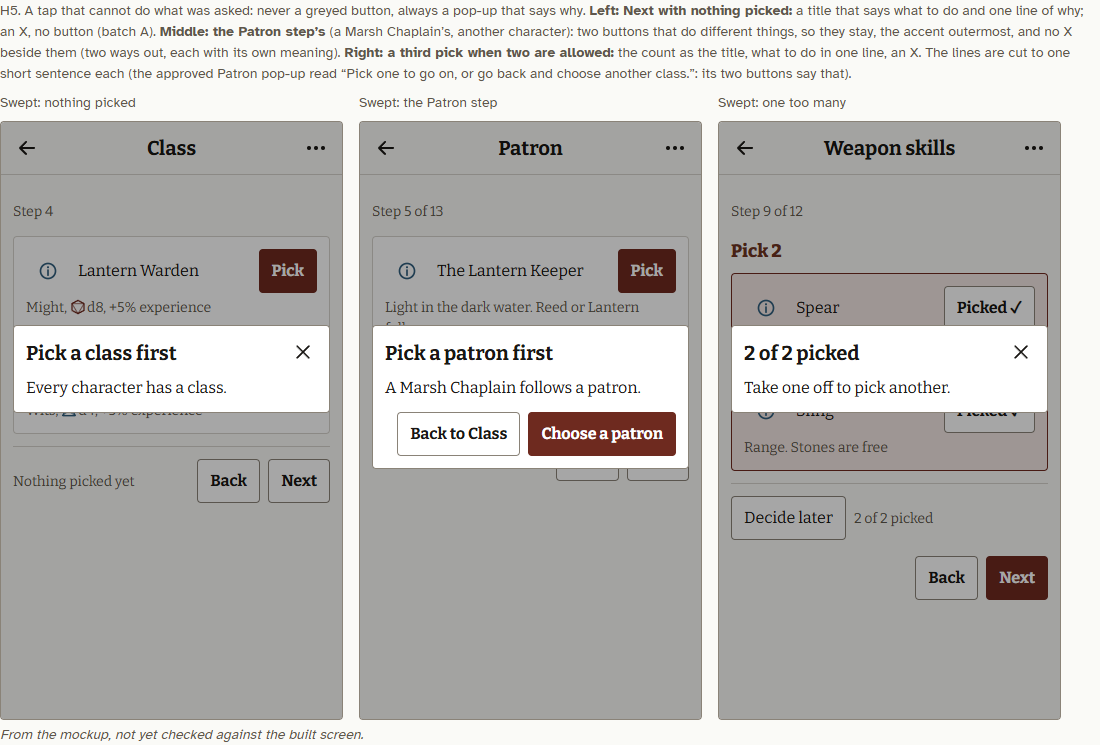 H5. A tap that cannot do what was asked: never a greyed button, always a pop-up that says why. Left: Next with nothing picked: a title that says what to do and one line of why;
an X, no button (batch A). Middle: the Patron step’s (a Marsh Chaplain’s, another character): two buttons that do different things, so they stay, the accent outermost, and no X
beside them (two ways out, each with its own meaning). Right: a third pick when two are allowed: the count as the title, what to do in one line, an X. The lines are cut to one
short sentence each (the approved Patron pop-up read “Pick one to go on, or go back and choose another class.”: its two buttons say that).
Swept: nothing picked
Class
Step 4
Lantern Warden
Pick
Might, d8, +5% experience
Pick a class first
Every character has a class.
Nothing picked yet
Back
Next
Swept: the Patron step
Patron
Step 5 of 13
The Lantern Keeper
Pick
Light in the dark water. Reed or Lantern
Pick a patron first
A Marsh Chaplain follows a patron.
Back to Class
Choose a patron
Swept: one too many
Weapon skills
Step 9 of 12
Pick 2
Spear
Picked ✓
2 of 2 picked
Take one off to pick another.
Sling
Picked ✓
Range. Stones are free
Decide later
2 of 2 picked
Back
Next
From the mockup, not yet checked against the built screen.